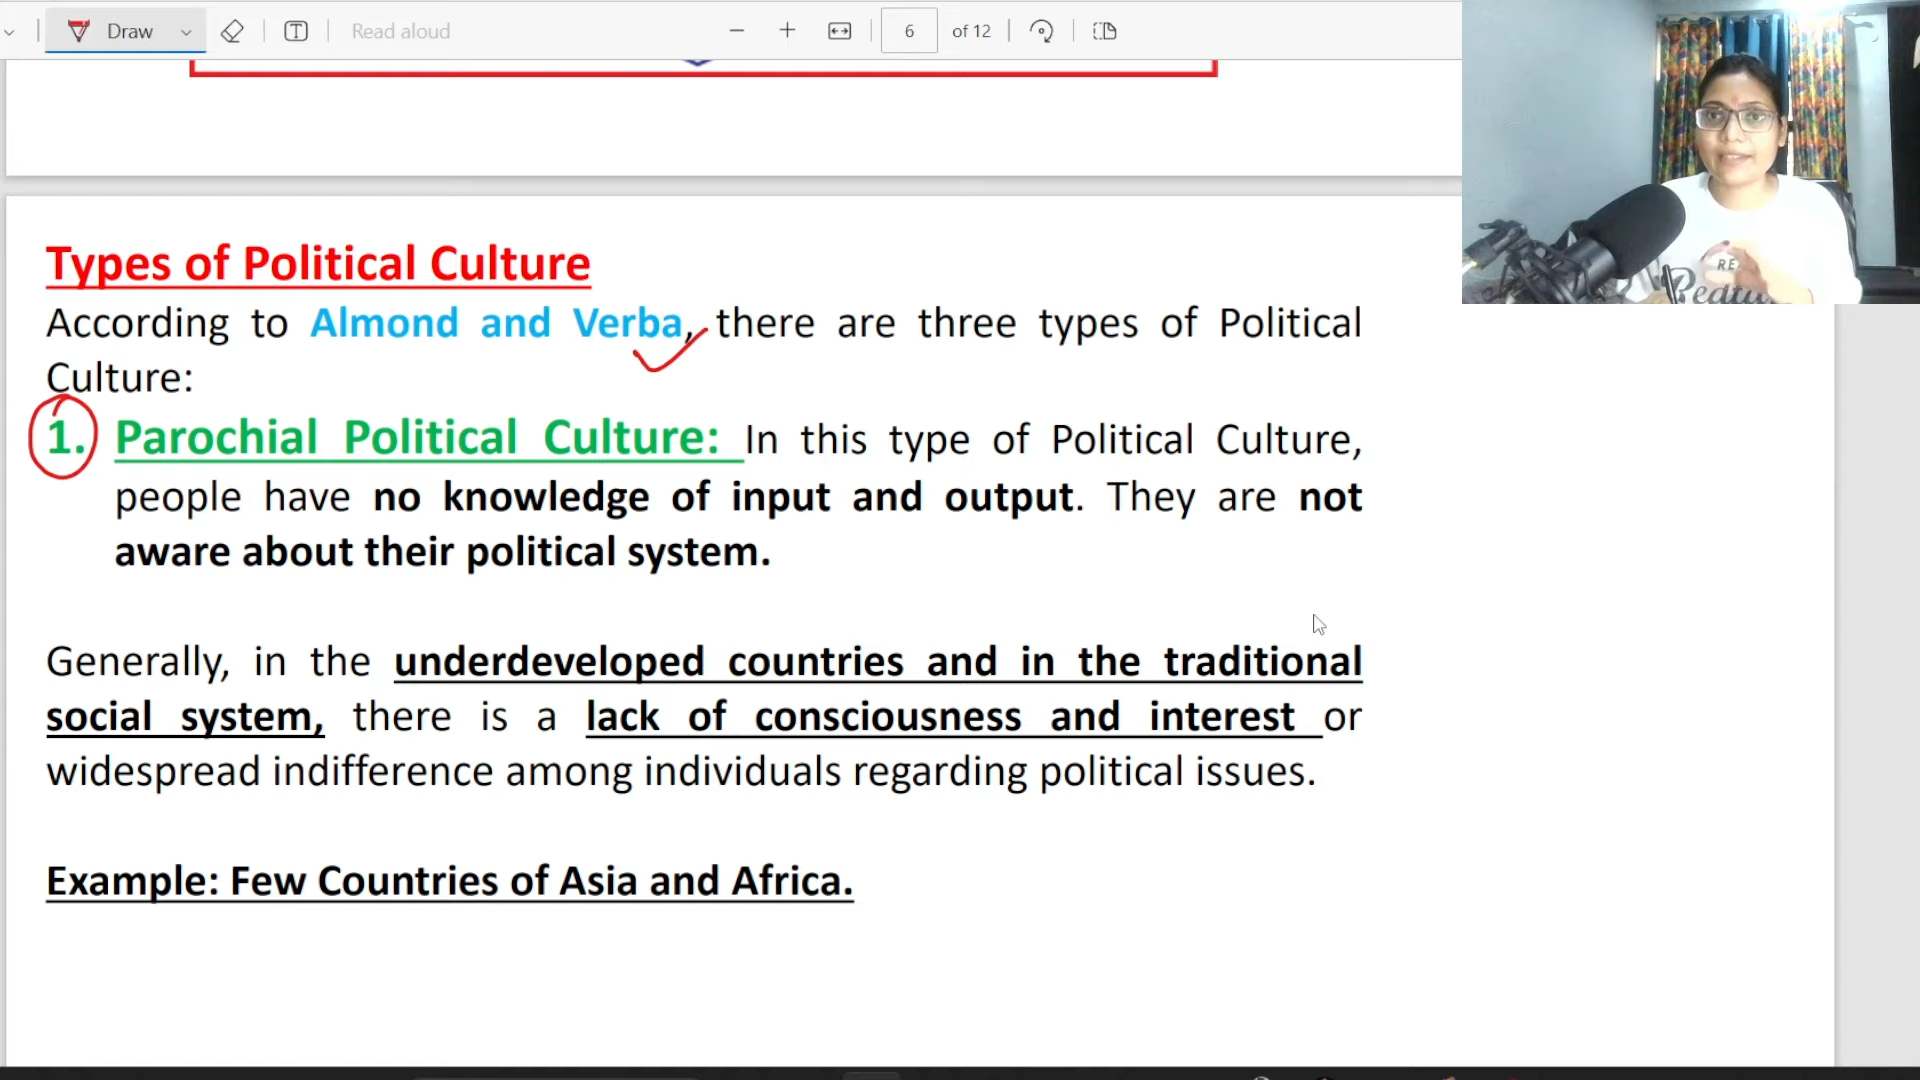 Draw
Read aloud
6 of 12
Types of Political Culture
According to Almond and Verba, there are three types of Political
Culture:
1. Parochial Political Culture: In this type of Political Culture,
people have no knowledge of input and output. They are not
aware about their political system.
Generally, in the underdeveloped countries and in the traditional
social system, there is a lack of consciousness and interest or
widespread indifference among individuals regarding political issues.
Example: Few Countries of Asia and Africa.